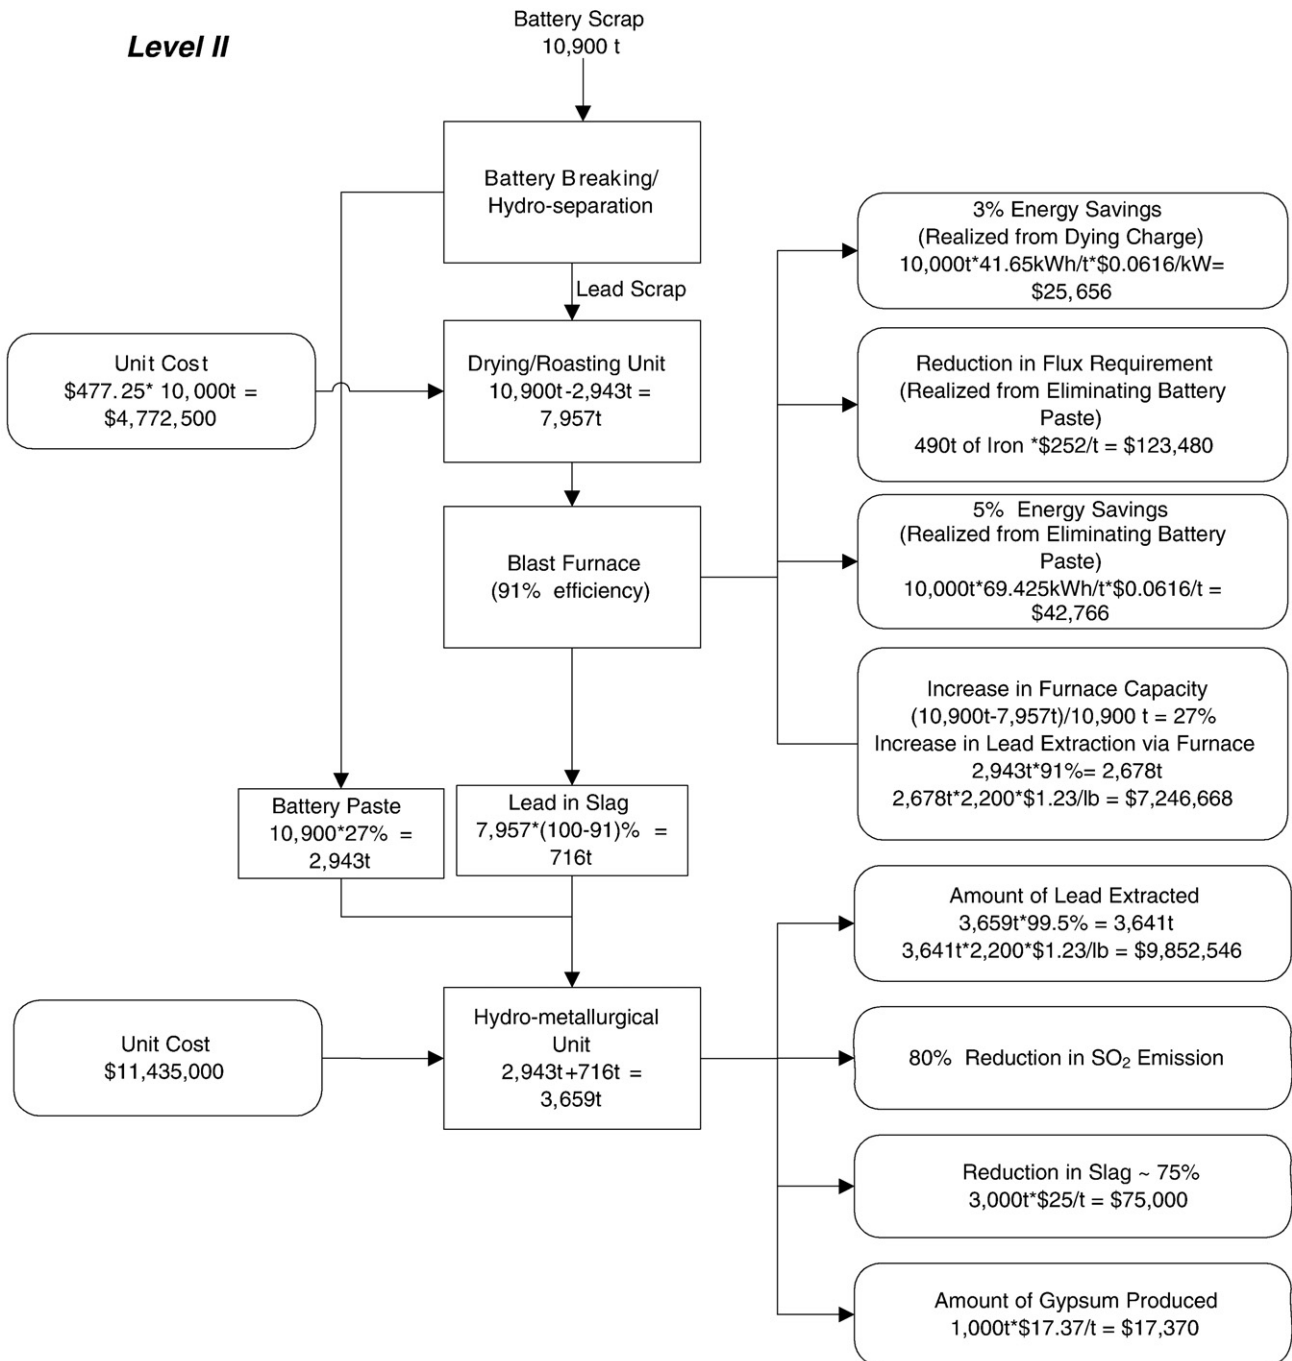 Level II
Battery Scrap
10,900 t
Battery Breaking/
Hydro-separation
Lead Scrap
Unit Cost
$477.25* 10,000t =
$4,772,500
Drying/Roasting Unit
10,900t-2,943t =
7,957t
Blast Furnace
(91% efficiency)
3% Energy Savings
(Realized from Dying Charge)
10,000t*41.65kWh/t*$0.0616/kW=
$25,656
Reduction in Flux Requirement
(Realized from Eliminating Battery
Paste)
490t of Iron *$252/t = $123,480
5% Energy Savings
(Realized from Eliminating Battery
Paste)
10,000t*69.425kWh/t*$0.0616/t =
$42,766
Increase in Furnace Capacity
(10,900t-7,957t)/10,900 t = 27%
Increase in Lead Extraction via Furnace
2,943t*91%= 2,678t
2,678t*2,200*$1.23/lb = $7,246,668
Battery Paste
10,900*27% =
2,943t
Lead in Slag
7,957*(100-91)% =
716t
Unit Cost
$11,435,000
Hydro-metallurgical
Unit
2,943t+716t =
3,659t
Amount of Lead Extracted
3,659t*99.5% = 3,641t
3,641t*2,200*$1.23/lb = $9,852,546
80% Reduction in SO₂ Emission
Reduction in Slag ~ 75%
3,000t*$25/t = $75,000
Amount of Gypsum Produced
1,000t*$17.37/t = $17,370